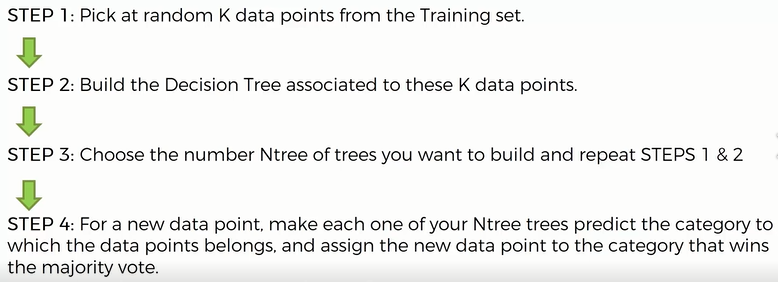 STEP 1: Pick at random K data points from the Training set.
STEP 2: Build the Decision Tree associated to these K data points.
STEP 3: Choose the number Ntree of trees you want to build and repeat STEPS 1 & 2
STEP 4: For a new data point, make each one of your Ntree trees predict the category to
which the data points belongs, and assign the new data point to the category that wins
the majority vote.